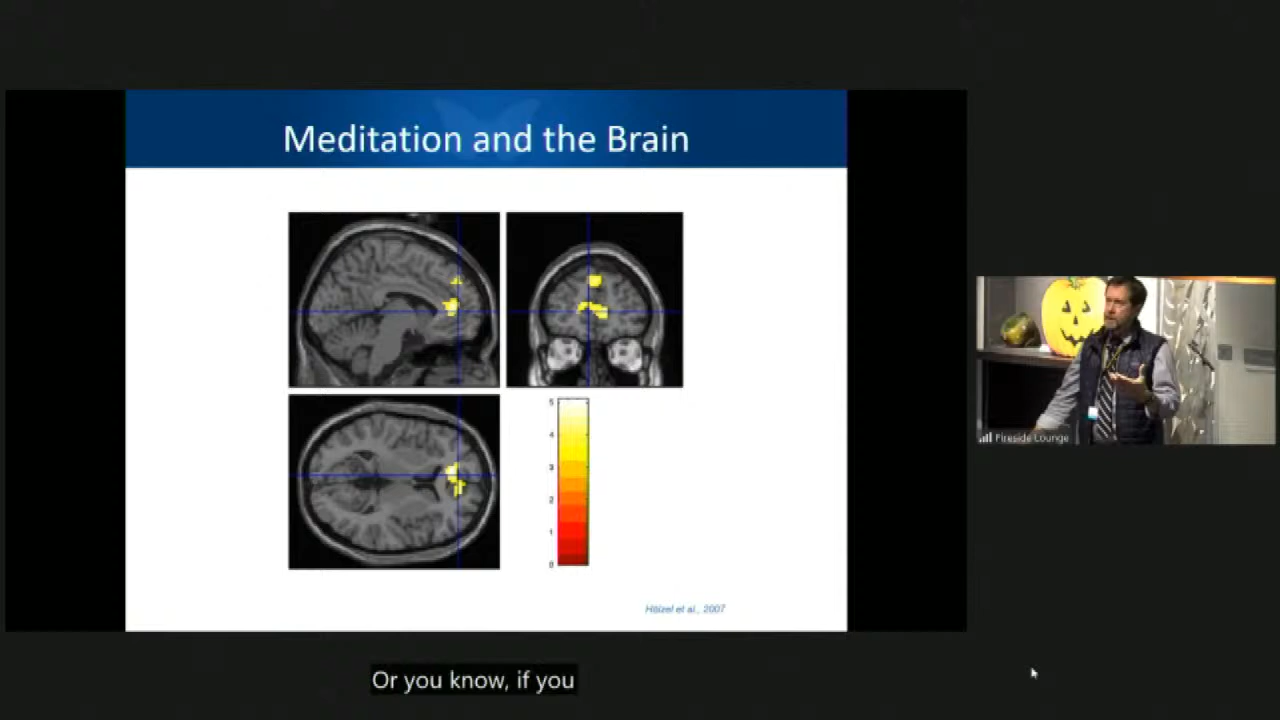 Meditation and the Brain
5
4
3
2
1
0
Hölzel et al., 2007
Fireside Lounge
Or you know, if you